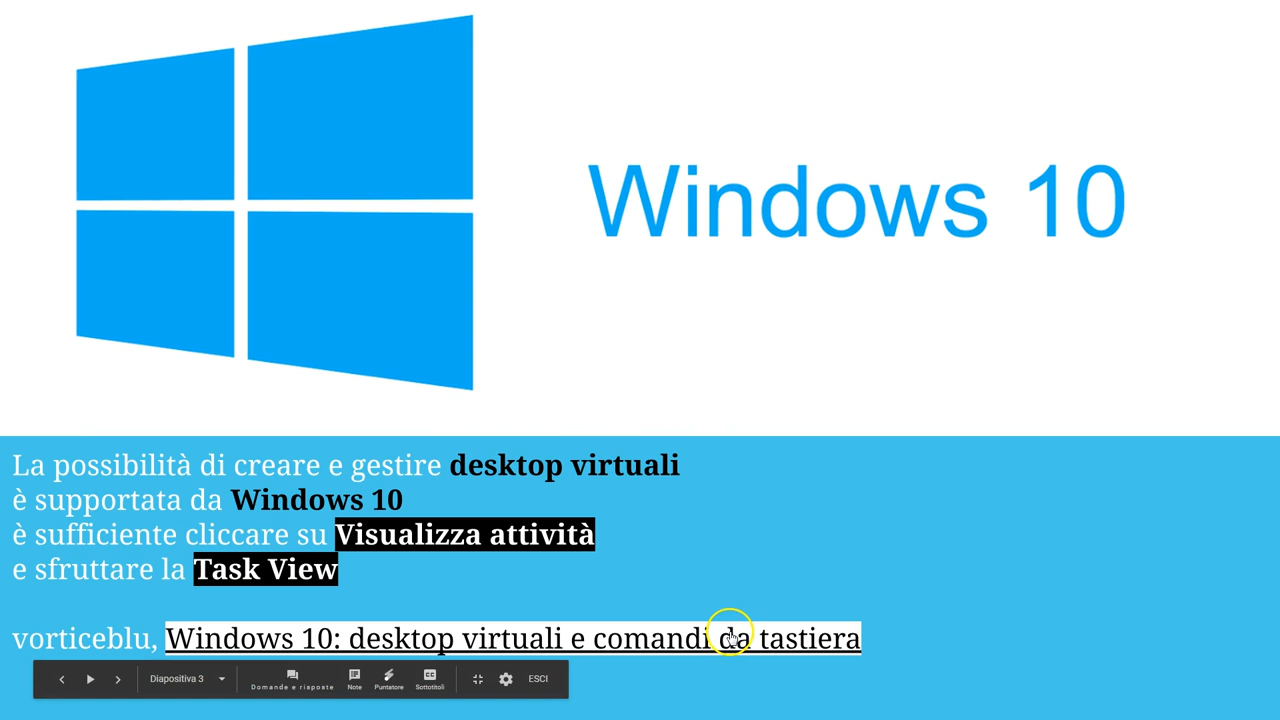 Windows 10
La possibilità di creare e gestire desktop virtuali
è supportata da Windows 10
è sufficiente cliccare su Visualizza attività
e sfruttare la Task View
vorticeblu, Windows 10: desktop virtuali e comandi da tastiera
Diapositiva 3
Domande e risposte
Note
Puntatore
CC
Sottotitoli
ESCI